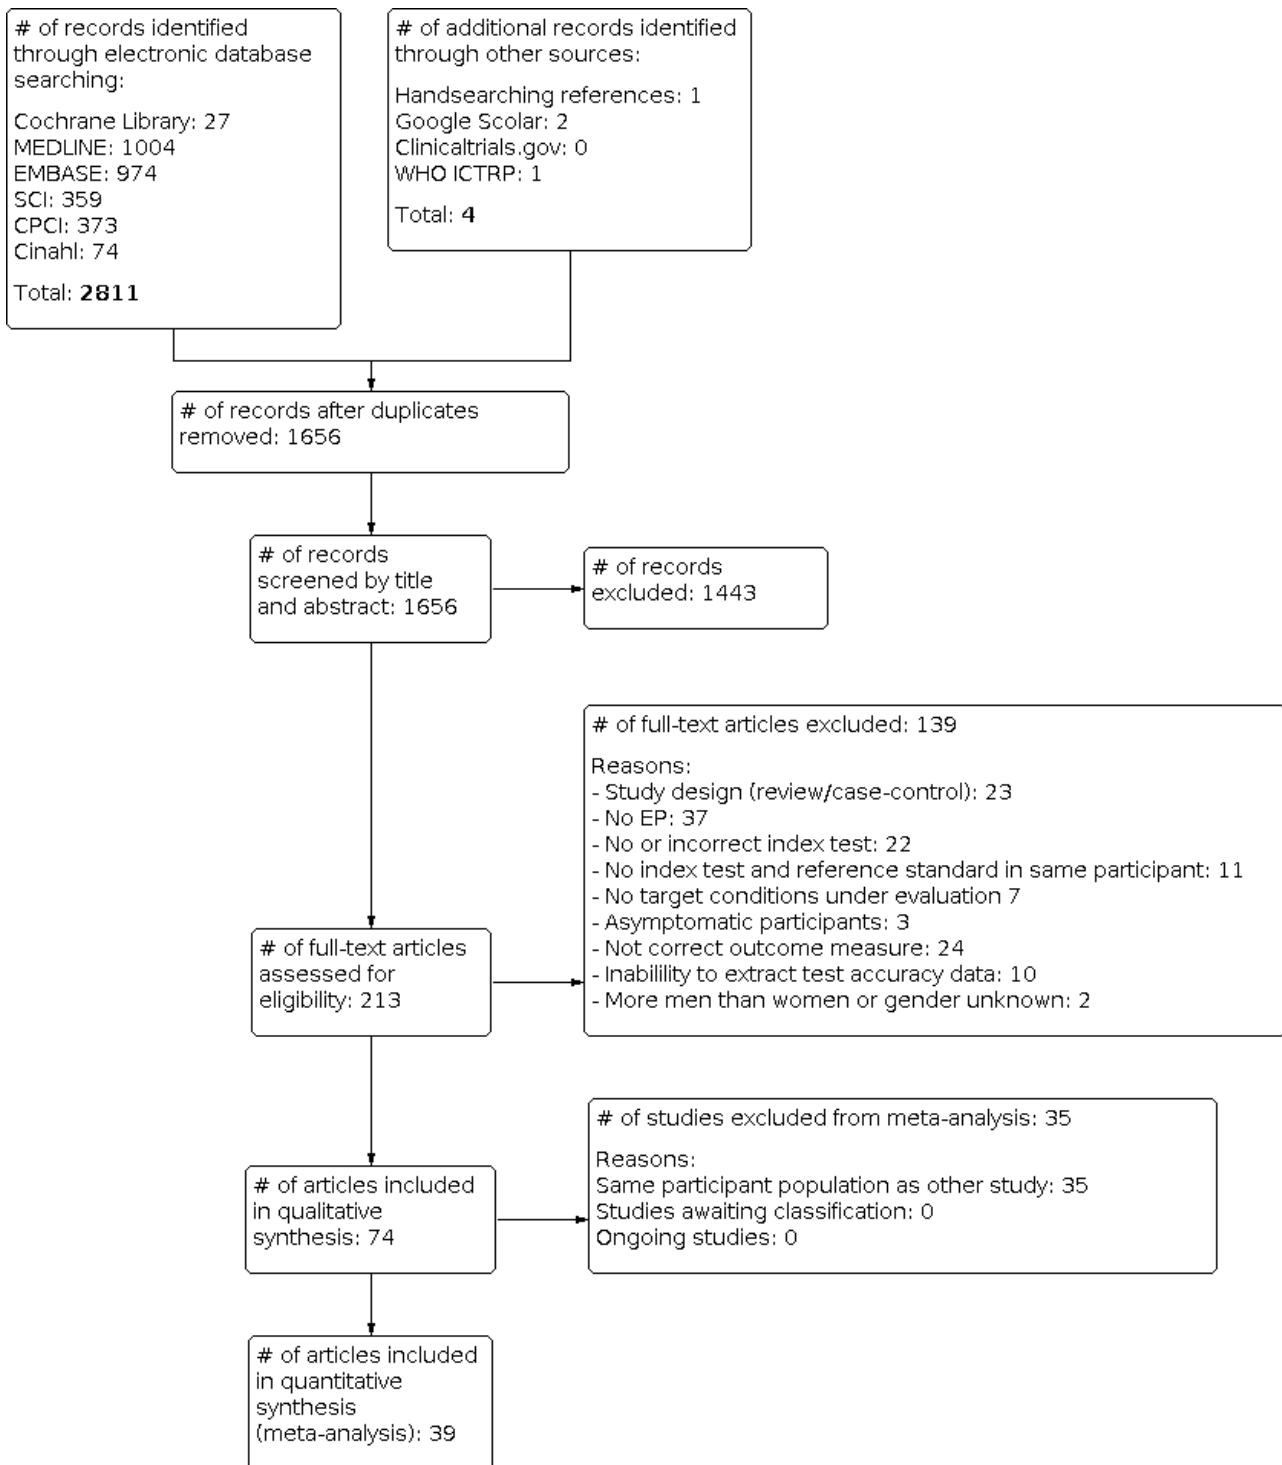 # of records identified
through electronic database
searching:
Cochrane Library: 27
MEDLINE: 1004
EMBASE: 974
SCI: 359
CPCI: 373
Cinahl: 74
Total: 2811
# of additional records identified
through other sources:
Handsearching references: 1
Google Scolar: 2
Clinicaltrials.gov: 0
WHO ICTRP: 1
Total: 4
# of records after duplicates
removed: 1656
# of records
screened by title
and abstract: 1656
# of records
excluded: 1443
# of full-text articles excluded: 139
Reasons:
- Study design (review/case-control): 23
- No EP: 37
- No or incorrect index test: 22
- No index test and reference standard in same participant: 11
- No target conditions under evaluation 7
- Asymptomatic participants: 3
- Not correct outcome measure: 24
- Inabilility to extract test accuracy data: 10
- More men than women or gender unknown: 2
# of full-text articles
assessed for
eligibility: 213
# of studies excluded from meta-analysis: 35
Reasons:
Same participant population as other study: 35
Studies awaiting classification: 0
Ongoing studies: 0
# of articles included
in qualitative
synthesis: 74
# of articles included
in quantitative
synthesis
(meta-analysis): 39